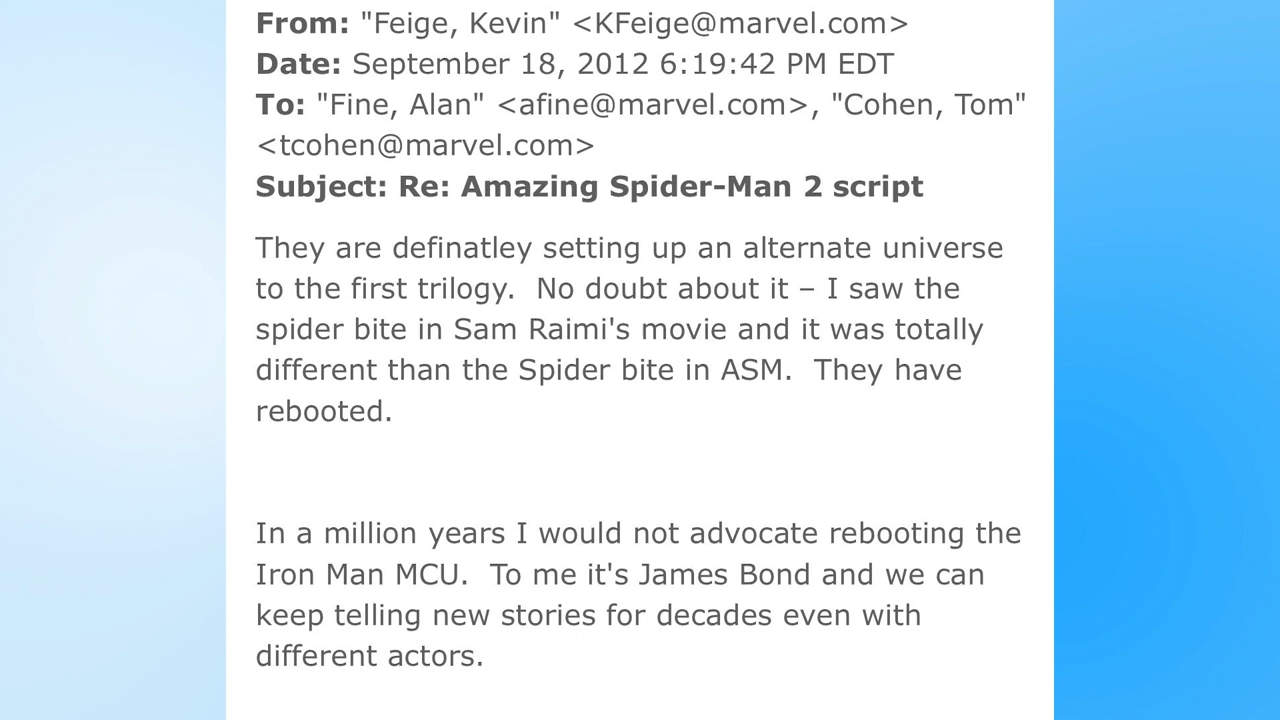 From: "Feige, Kevin" <KFeige@marvel.com>
Date: September 18, 2012 6:19:42 PM EDT
To: "Fine, Alan" <afine@marvel.com>, "Cohen, Tom"
<tcohen@marvel.com>
Subject: Re: Amazing Spider-Man 2 script
They are definatley setting up an alternate universe
to the first trilogy.  No doubt about it – I saw the
spider bite in Sam Raimi's movie and it was totally
different than the Spider bite in ASM.  They have
rebooted.
In a million years I would not advocate rebooting the
Iron Man MCU.  To me it's James Bond and we can
keep telling new stories for decades even with
different actors.